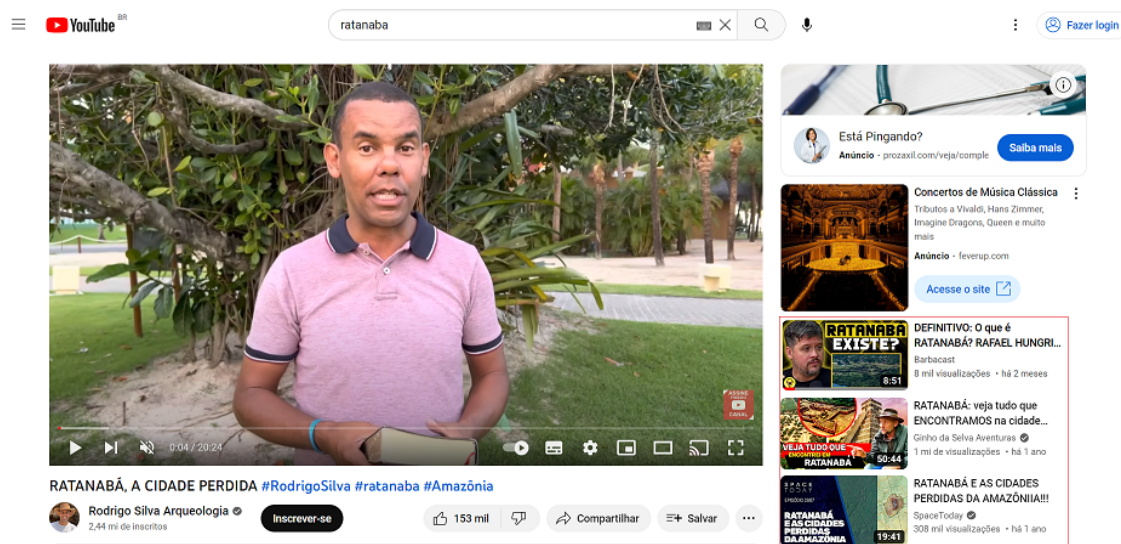 YouTube BR
ratanaba
Fazer login
ASSINE
NOSSO
CANAL
0:04 / 20:24
RATANABÁ, A CIDADE PERDIDA #RodrigoSilva #ratanaba #Amazônia
Rodrigo Silva Arqueologia
2,44 mi de inscritos
Inscrever-se
153 mil
Compartilhar
Salvar
Está Pingando?
Anúncio · prozaxil.com/veja/comple
Saiba mais
Concertos de Música Clássica
Tributos a Vivaldi, Hans Zimmer,
Imagine Dragons, Queen e muito
mais
Anúncio · feverup.com
Acesse o site
RATANABÁ
EXISTE?
8:51
DEFINITIVO: O que é
RATANABÁ? RAFAEL HUNGRI...
Barbacast
8 mil visualizações · há 2 meses
VEJA TUDO QUE
ENCONTREI EM
RATANABÁ
50:44
RATANABÁ: veja tudo que
ENCONTRAMOS na cidade...
Ginho da Selva Aventuras
1 mi de visualizações · há 1 ano
SPACE
TODAY
RATANABÁ
E AS CIDADES
PERDIDAS
DA AMAZÔNIA
19:41
RATANABÁ E AS CIDADES
PERDIDAS DA AMAZÔNIIA!!!
SpaceToday
308 mil visualizações · há 1 ano